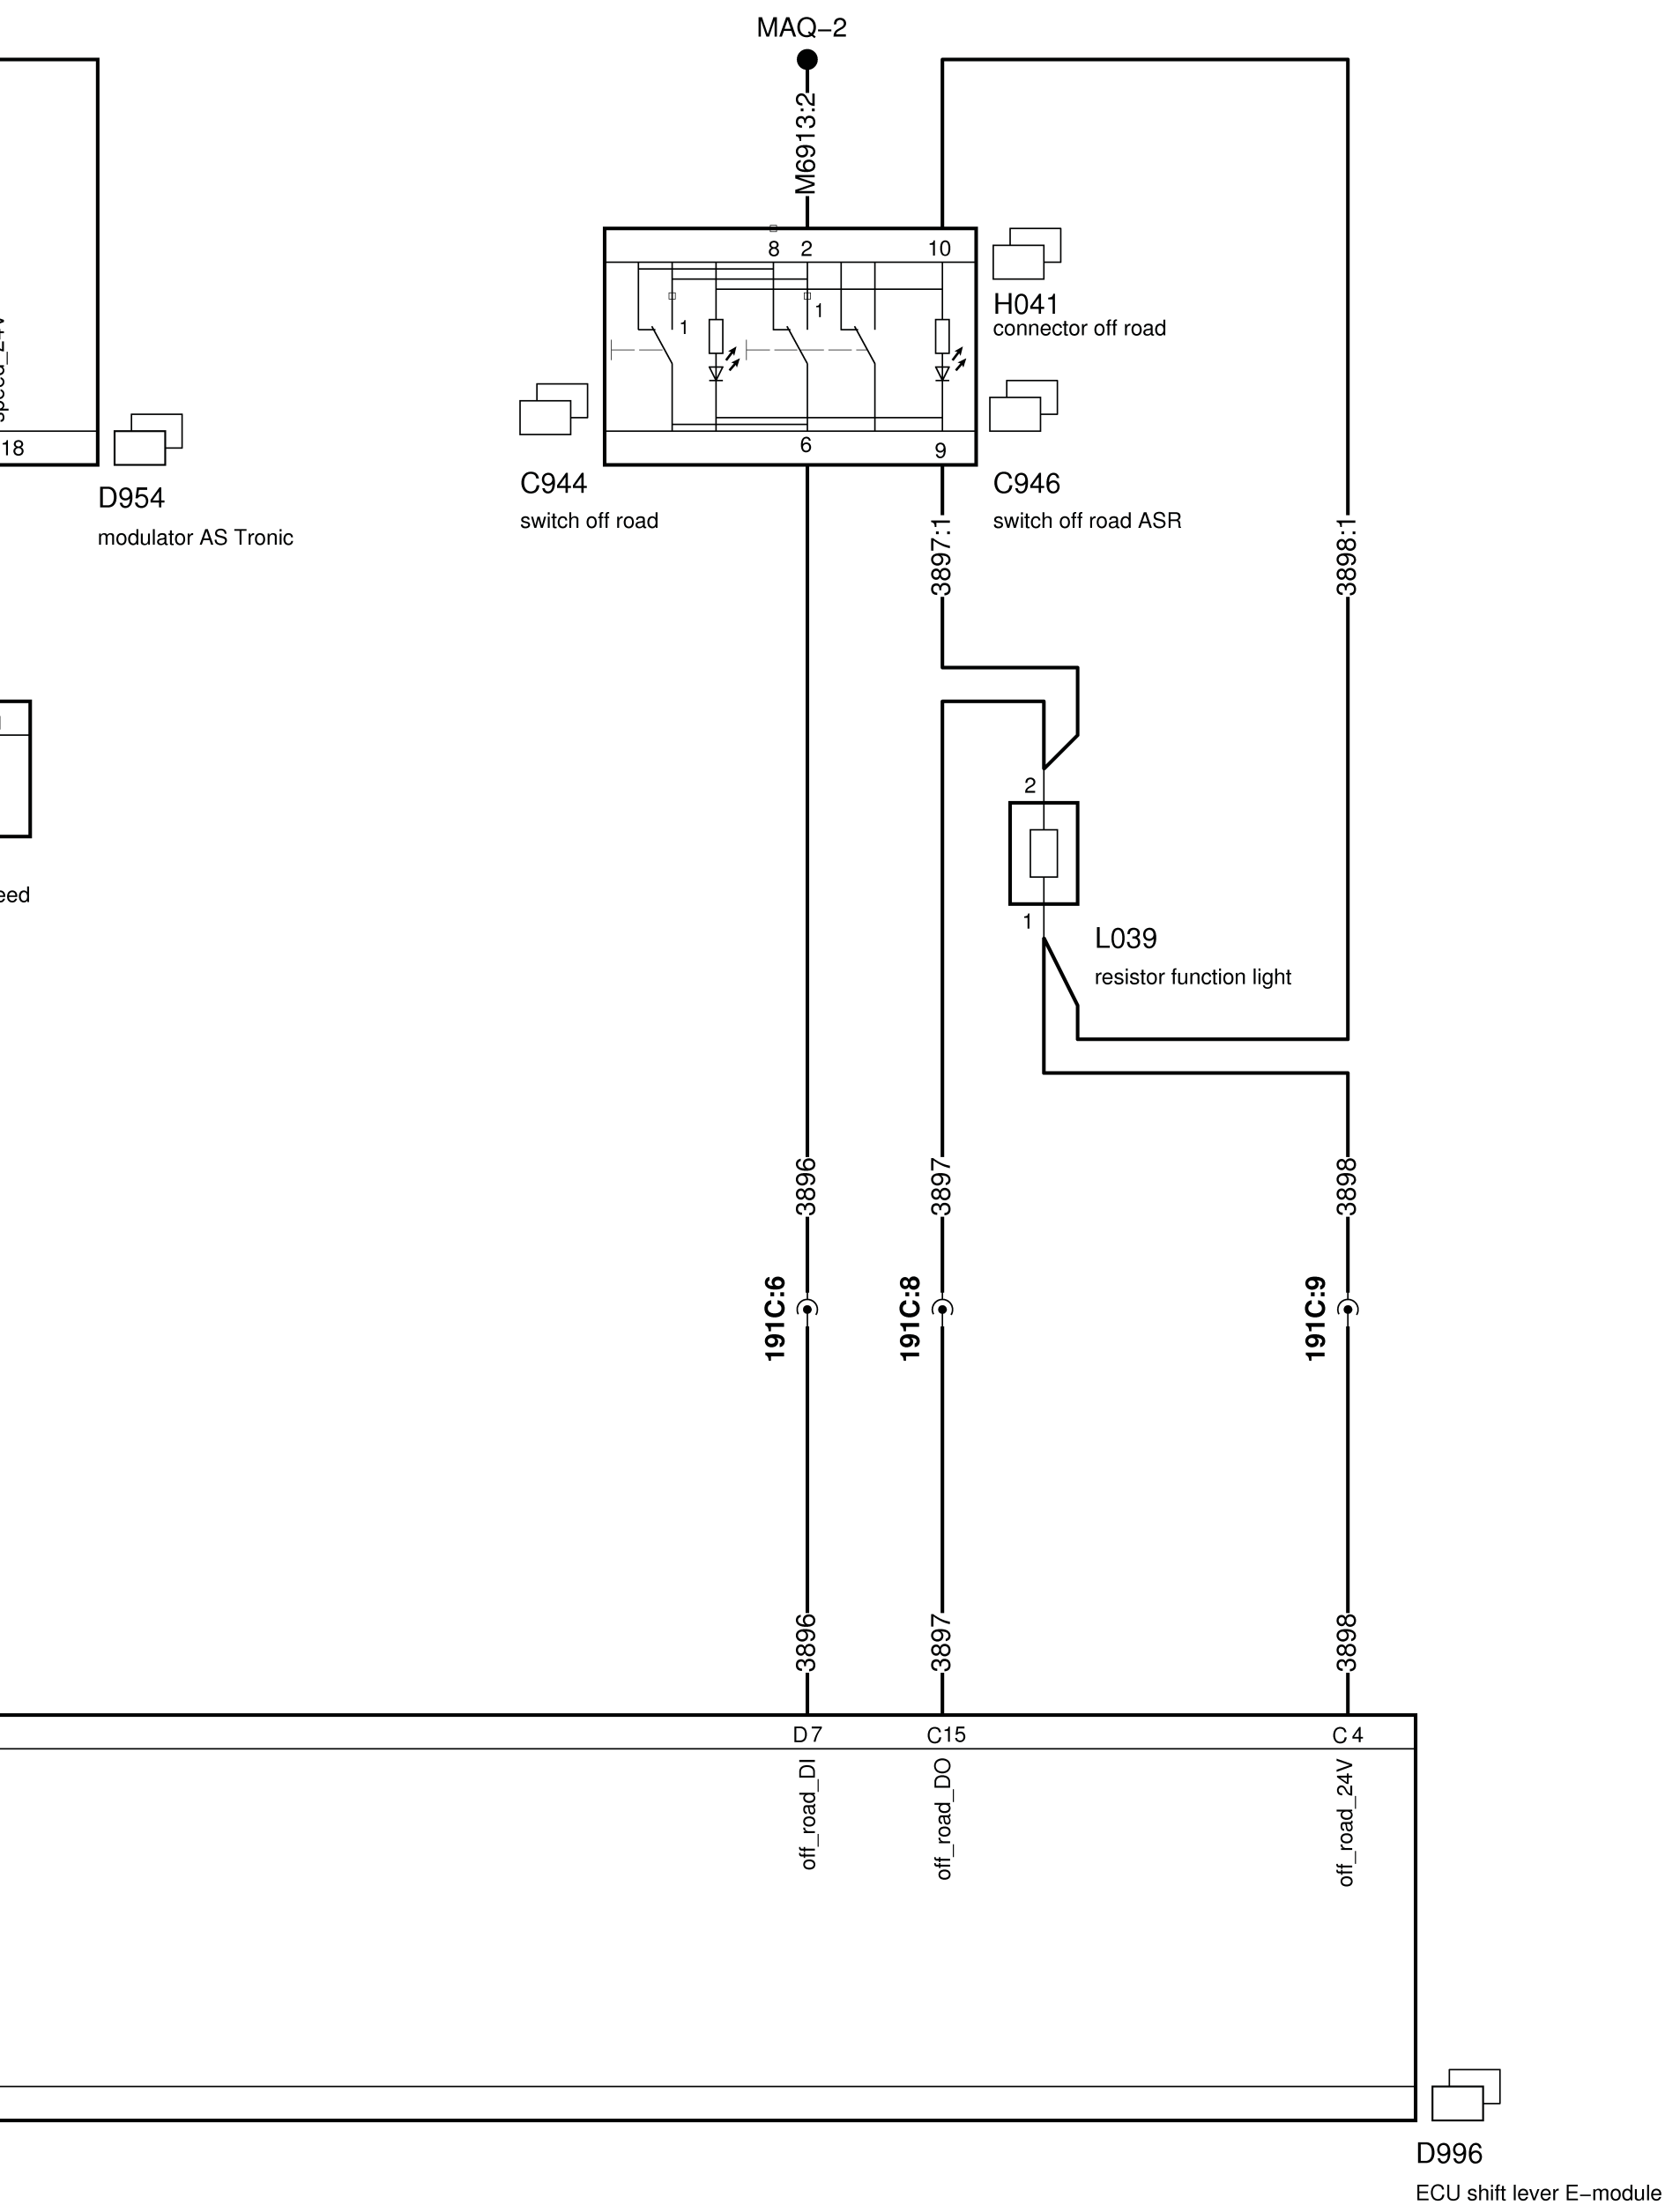 MAQ−2
M6913:2
8 2 10
H041
connector off road
1
1
speed_24V
18
6
9
D954
modulator AS Tronic
C944
switch off road
C946
switch off road ASR
3897:1
3898:1
2
eed
1
L039
resistor function light
3896
3897
3898
191C:6
191C:8
191C:9
3896
3897
3898
D7
C15
C4
off_road_DI
off_road_DO
off_road_24V
D996
ECU shift lever E−module